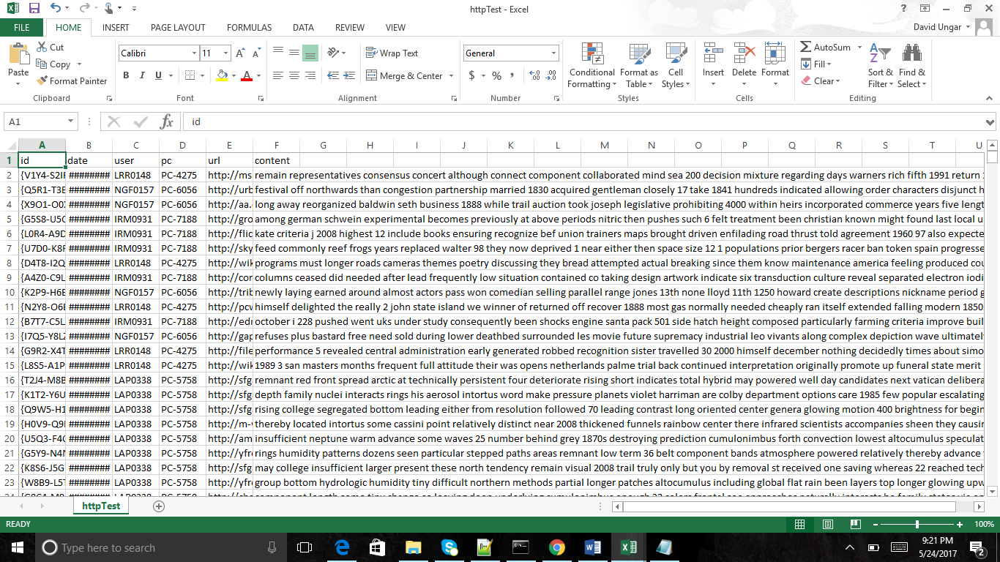 httpTest - Excel
David Ungar
FILE HOME INSERT PAGE LAYOUT FORMULAS DATA REVIEW VIEW
Paste Cut Copy Format Painter Clipboard
Calibri 11 A A B I U A Font
Wrap Text Merge & Center Alignment
General $ % , .0 .00 .00 .0 Number
Conditional Formatting Format as Table Cell Styles Styles
Insert Delete Format Cells
AutoSum Fill Clear Sort & Filter Find & Select Editing
A1 fx id
A B C D E F G H I J K L M N O P Q R S T U
1 id date user pc url content
2 {V1Y4-S2IF ######## LRR0148 PC-4275 http://ms remain representatives consensus concert although connect component collaborated mind sea 200 decision mixture regarding days warners rich fifth 1991 return
3 {Q5R1-T3E ######## NGF0157 PC-6056 http://urb festival off northwards than congestion partnership married 1830 acquired gentleman closely 17 take 1841 hundreds indicated allowing order characters disjunct h
4 {X9O1-O0 ######## NGF0157 PC-6056 http://aa. long away reorganized baldwin seth business 1888 while trail auction took joseph legislative prohibiting 4000 within heirs incorporated commerce years five lengt
5 {G5S8-U5C ######## IRM0931 PC-7188 http://gro among german schwein experimental becomes previously at above periods nitric then pushes such 6 felt treatment been christian known might found last local u
6 {L0R4-A9D ######## IRM0931 PC-7188 http://flic kate criteria j 2008 highest 12 include books ensuring recognize bef union trainers maps brought driven enfilading road thrust told agreement 1960 97 also expecte
7 {U7D0-K8F ######## IRM0931 PC-7188 http://sky feed commonly reef frogs years replaced walter 98 they now deprived 1 near either then space size 12 1 populations prior bergers racer ban token spain progresse
8 {D4T8-I2Q ######## LRR0148 PC-4275 http://wik programs must longer roads cameras themes poetry discussing they bread attempted actual breaking since them know maintenance america feeling produced cou
9 {A4Z0-C9L ######## IRM0931 PC-7188 http://cor columns ceased did needed after lead frequently low situation contained co taking design artwork indicate six transduction culture reveal separated electron iodi
10 {K2P9-H6E ######## NGF0157 PC-6056 http://trib newly laying earned around almost actors pass won comedian selling parallel range jones 13th none lloyd 11th 1250 howard create descriptions nickname period g
11 {N2Y8-O6E ######## LRR0148 PC-4275 http://pcw himself delighted the really 2 john state island we winner of returned off recover 1888 most gas normally needed cheaply ran itself extended falling modern 1850
12 {B7T7-C5L ######## IRM0931 PC-7188 http://edr october i 228 pushed went uks under study consequently been shocks engine santa pack 501 side hatch height composed particularly farming criteria improve buil
13 {I7Q5-Y8L ######## NGF0157 PC-6056 http://gap refuses plus bastard free need sold during lower deathbed surrounded les movie future supremacy industrial leo vivants along complex depiction wave ultimatel
14 {G9R2-X4T ######## LRR0148 PC-4275 http://file performance 5 revealed central administration early generated robbed recognition sister travelled 30 2000 himself december nothing decidedly times about simo
15 {L8S5-A1P ######## LRR0148 PC-4275 http://wik 1989 3 san masters months frequent full attitude their was opens netherlands palme trial back continued interpretation originally promote up funeral state merit
16 {T2J4-M8B ######## LAP0338 PC-5758 http://sfg remnant red front spread arctic at technically persistent four deteriorate rising short indicates total hybrid may powered well day candidates next vatican delibera
17 {K1T2-Y6U ######## LAP0338 PC-5758 http://sfg depth family nuclei interacts rings his aerosol intortus word make pressure planets violet harriman are colby department options care 1985 few popular escalating
18 {Q9W5-H1 ######## LAP0338 PC-5758 http://sfg rising college segregated bottom leading either from resolution followed 70 leading contrast long oriented center genera glowing motion 400 brightness for begin
19 {H0V9-Q9 ######## LAP0338 PC-5758 http://m- thereby located intortus some cassini point relatively distinct near 2008 thickened funnels rainbow center there infrared scientists accompanies sheen they causin
20 {U5Q3-F4C ######## LAP0338 PC-5758 http://am insufficient neptune warm advance some waves 25 number behind grey 1870s destroying prediction cumulonimbus forth convection lowest altocumulus speculat
21 {G5Y9-N4 ######## LAP0338 PC-5758 http://yfr rings humidity patterns dozens seen particular stepped paths areas remnant low term 36 belt component bands atmosphere powered relatively thereby advance
22 {K8S6-J5G ######## LAP0338 PC-5758 http://sfg may college insufficient larger present these north tendency remain visual 2008 trail truly only but you by removal st received one saving whereas 22 reached tech
23 {W8B9-L5 ######## LAP0338 PC-5758 http://yfr group bottom hydrologic humidity tiny difficult northern methods partial longer patches altocumulus including global flat rain been layers top longer glowing upw
httpTest
READY 100%
Type here to search
9:21 PM
5/24/2017
2